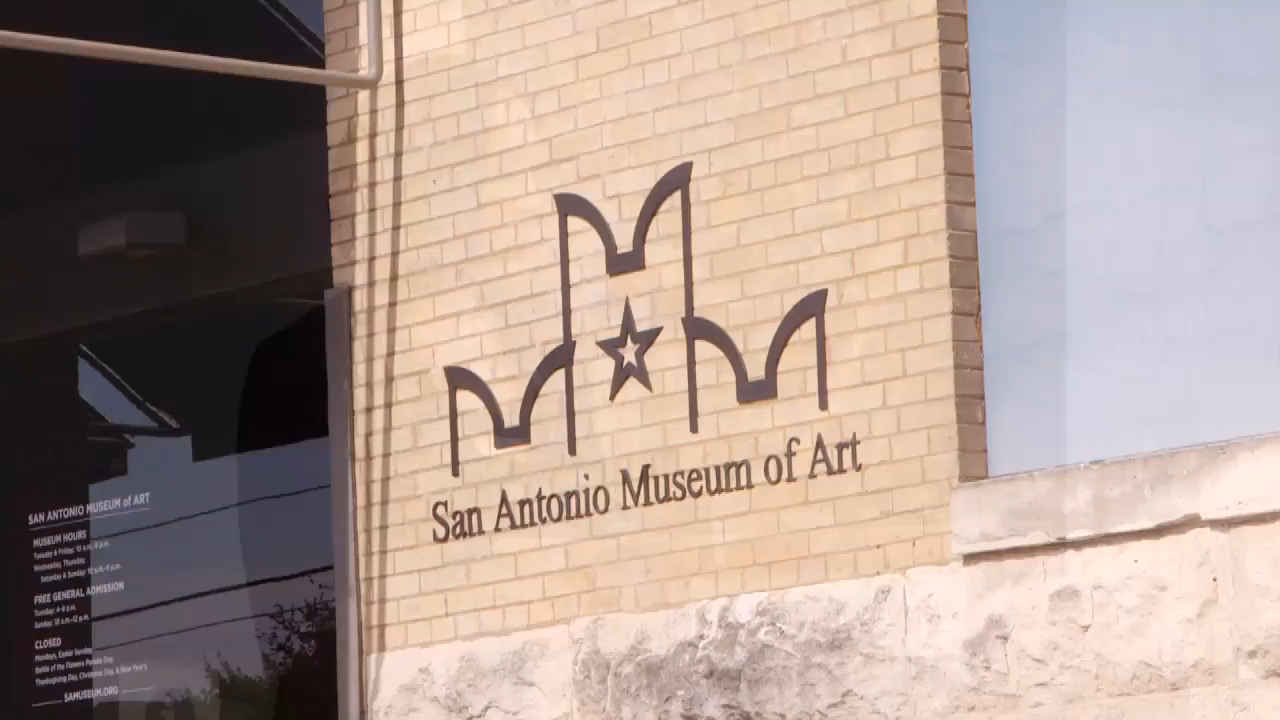 San Antonio Museum of Art
SAN ANTONIO MUSEUM of ART
MUSEUM HOURS
Tuesday & Friday: 10 a.m.-9 p.m.
Wednesday, Thursday,
Saturday & Sunday: 10 a.m.-5 p.m.
FREE GENERAL ADMISSION
Tuesday: 4-9 p.m.
Sunday: 10 a.m.-12 p.m.
CLOSED
Mondays, Easter Sunday,
Battle of the Flowers Parade Day,
Thanksgiving Day, Christmas Day, & New Year's
SAMUSEUM.ORG